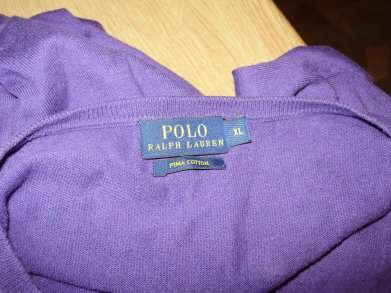 POLO
RALPH LAUREN
XL
PIMA COTTON